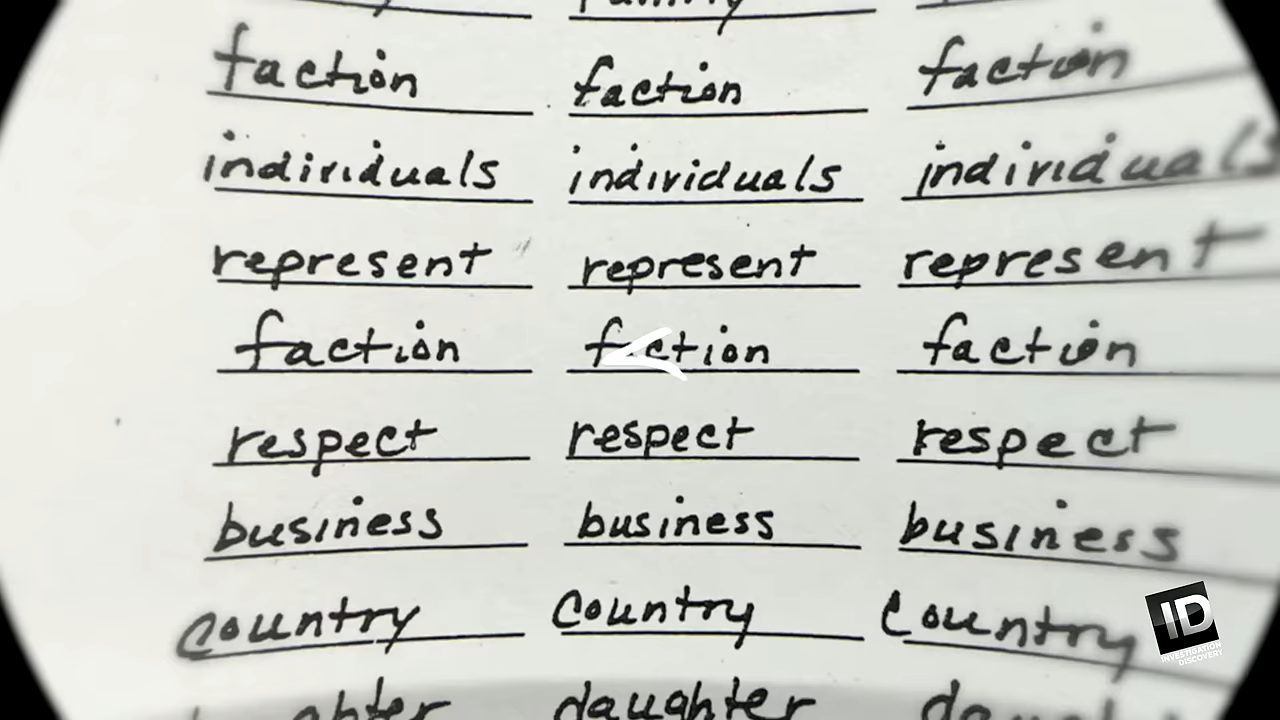 family
faction faction faction
individuals individuals individuals
represent represent represent
faction faction faction
respect respect respect
business business business
country country country
daughter
ID
INVESTIGATION
DISCOVERY